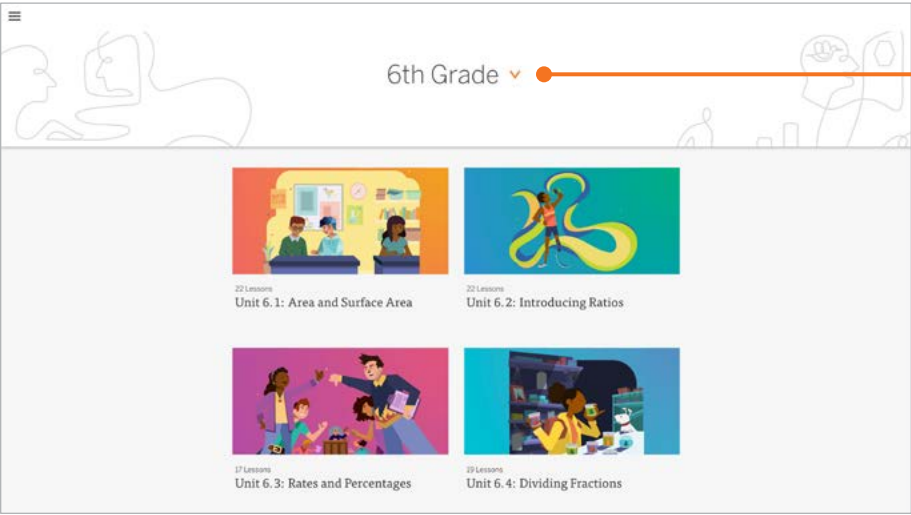 6th Grade
22 Lessons
Unit 6.1: Area and Surface Area
22 Lessons
Unit 6.2: Introducing Ratios
17 Lessons
Unit 6.3: Rates and Percentages
19 Lessons
Unit 6.4: Dividing Fractions